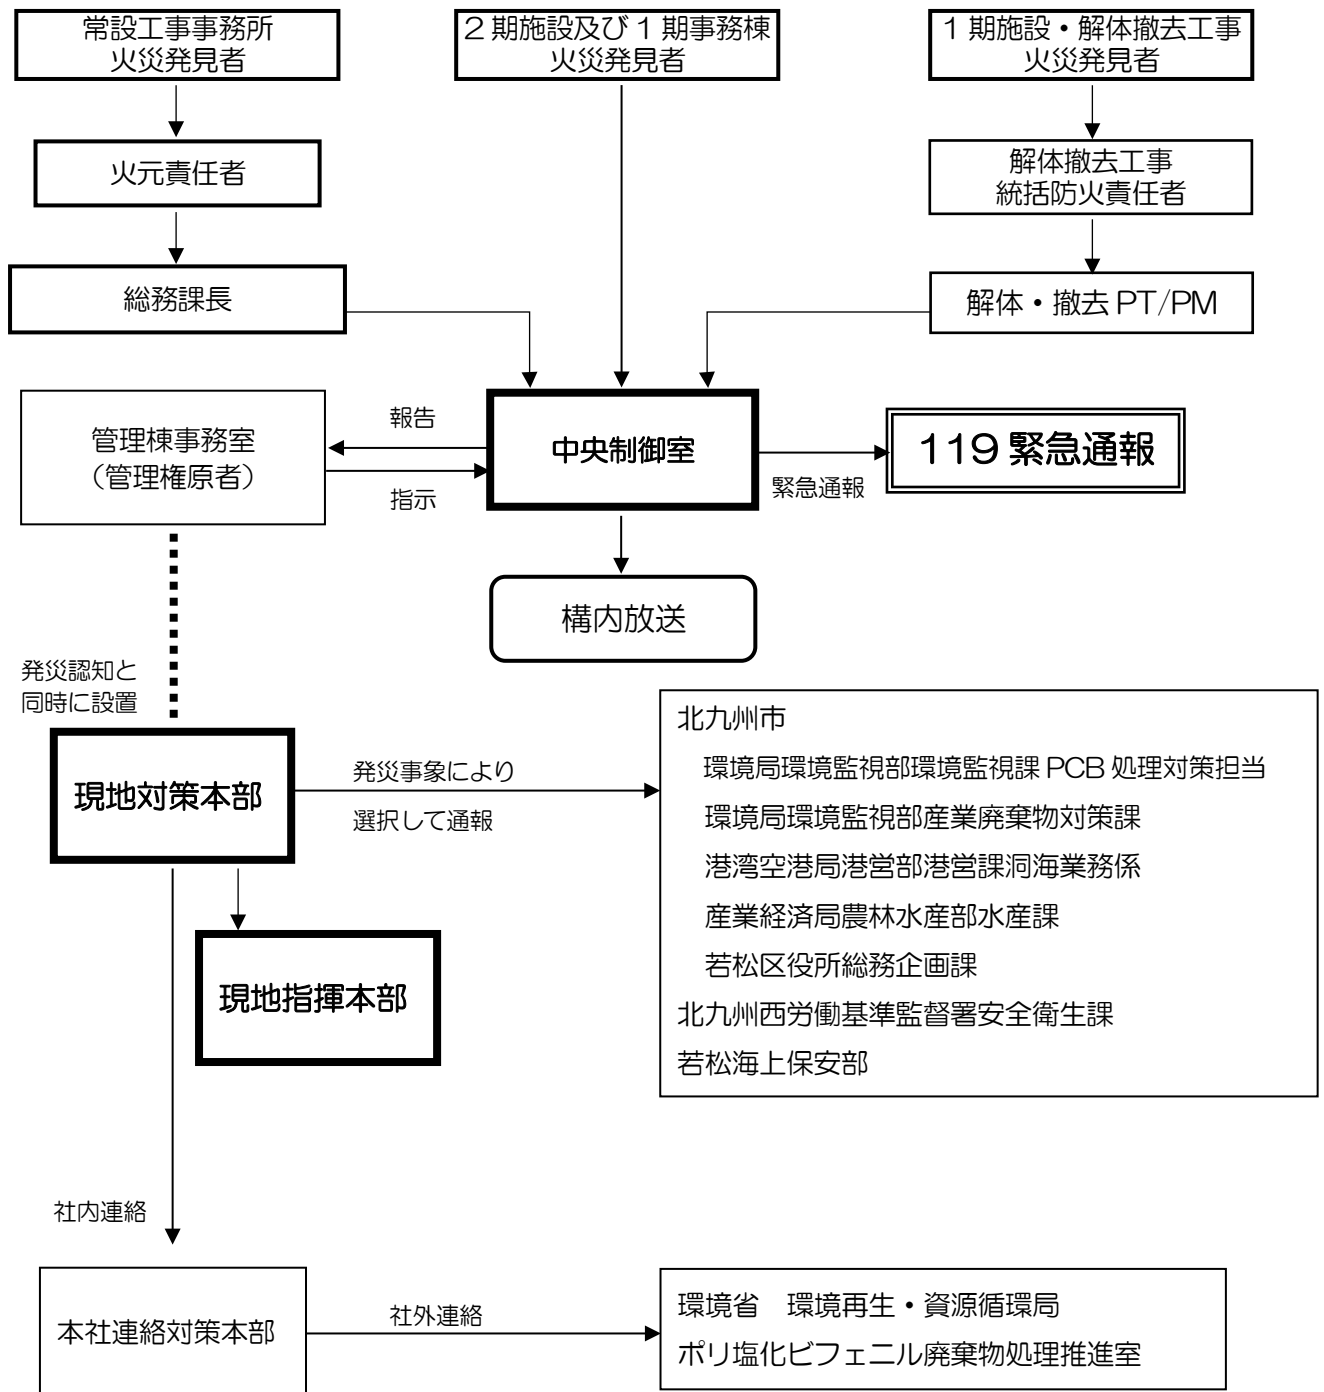 常設工事事務所
火災発見者
２期施設及び１期事務棟
火災発見者
１期施設・解体撤去工事
火災発見者
火元責任者
解体撤去工事
統括防火責任者
総務課長
解体・撤去 PT/PM
管理棟事務室
（管理権原者）
報告
指示
中央制御室
緊急通報
119 緊急通報
構内放送
発災認知と
同時に設置
現地対策本部
発災事象により
選択して通報
北九州市
環境局環境監視部環境監視課 PCB 処理対策担当
環境局環境監視部産業廃棄物対策課
港湾空港局港営部港営課洞海業務係
産業経済局農林水産部水産課
若松区役所総務企画課
北九州西労働基準監督署安全衛生課
若松海上保安部
現地指揮本部
社内連絡
本社連絡対策本部
社外連絡
環境省　環境再生・資源循環局
ポリ塩化ビフェニル廃棄物処理推進室